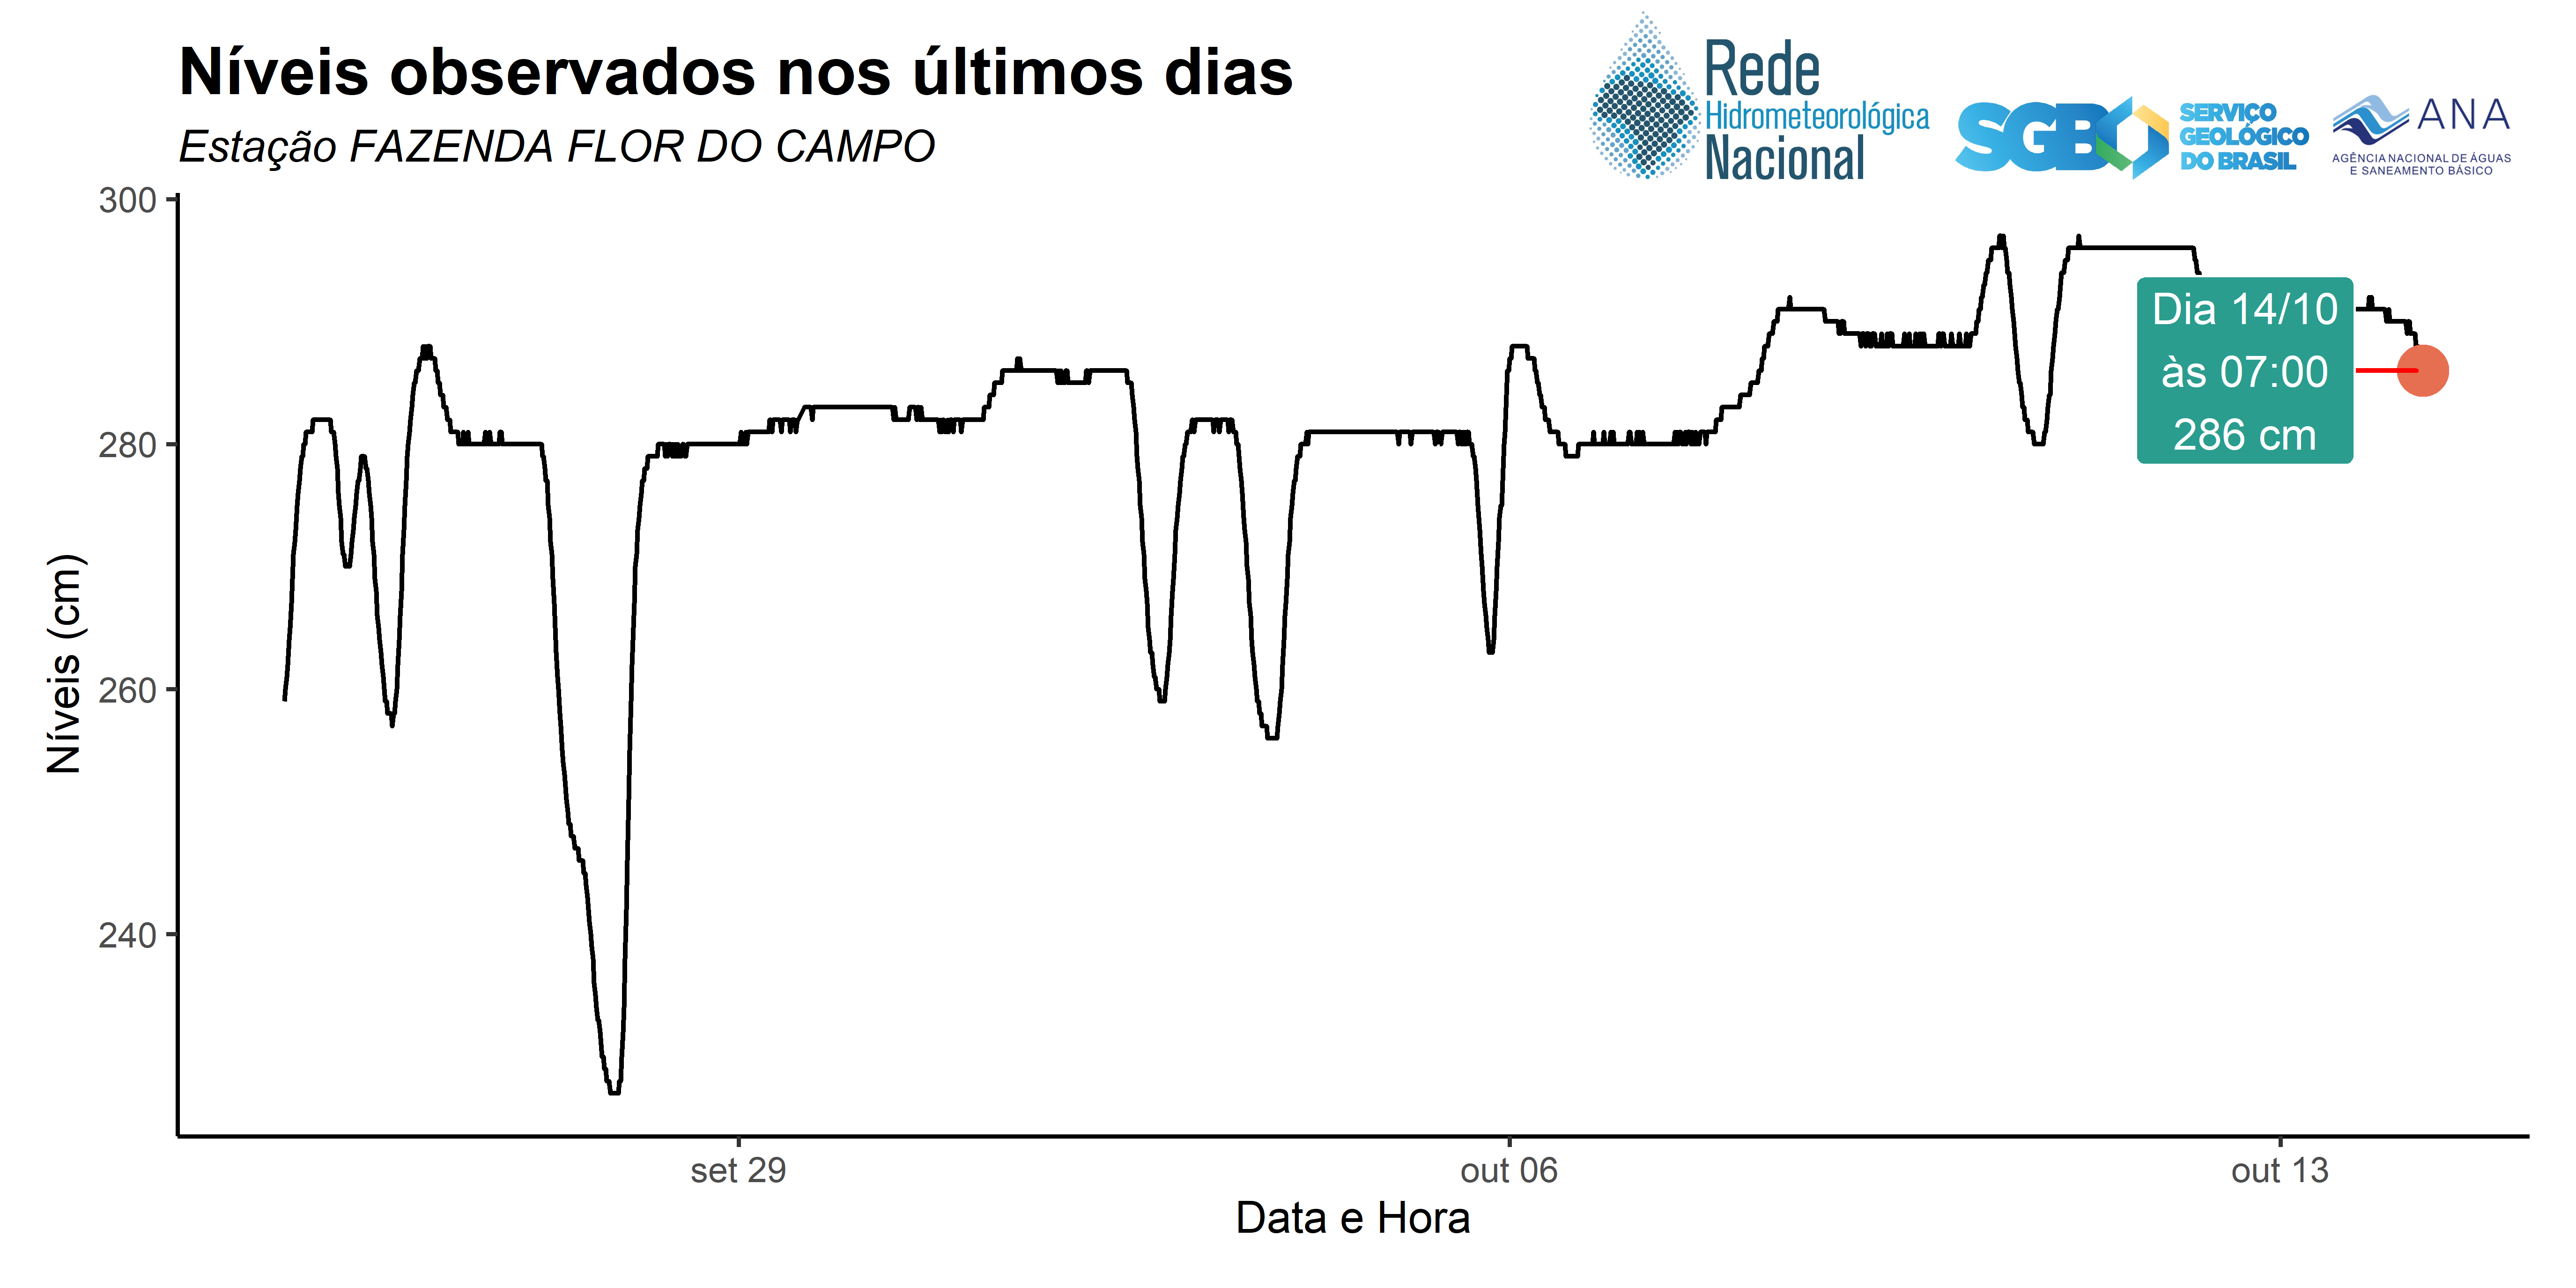 Níveis observados nos últimos dias
Estação FAZENDA FLOR DO CAMPO
Rede
Hidrometeorológica
Nacional
SGB
SERVIÇO
GEOLÓGICO
DO BRASIL
ANA
AGÊNCIA NACIONAL DE ÁGUAS
E SANEAMENTO BÁSICO
300
280
260
240
Níveis (cm)
Dia 14/10
às 07:00
286 cm
set 29
out 06
out 13
Data e Hora